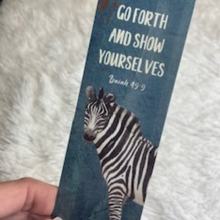 GO FORTH
AND SHOW
YOURSELVES
Isaiah 49:9